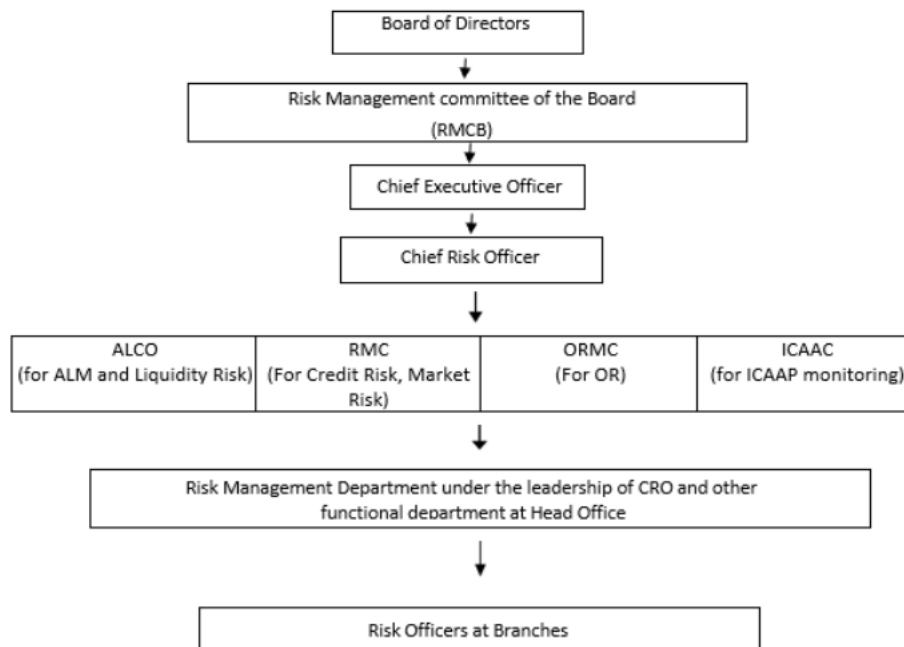 Board of Directors
Risk Management committee of the Board
(RMCB)
Chief Executive Officer
Chief Risk Officer
ALCO
(for ALM and Liquidity Risk)
RMC
(For Credit Risk, Market
Risk)
ORMC
(For OR)
ICAAC
(for ICAAP monitoring)
Risk Management Department under the leadership of CRO and other
functional department at Head Office
Risk Officers at Branches